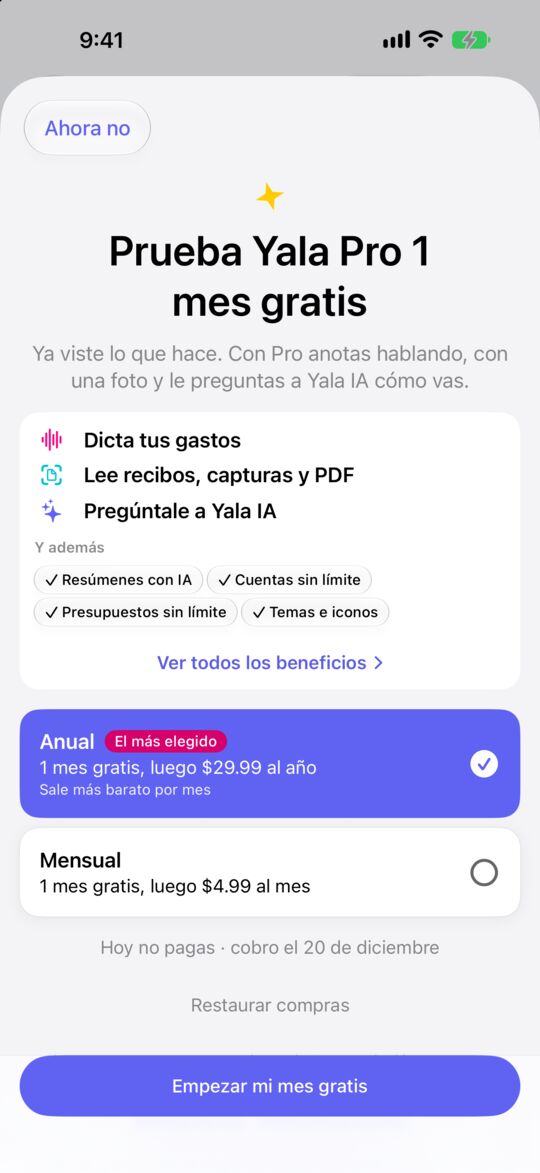 9:41
Ahora no
Prueba Yala Pro 1
mes gratis
Ya viste lo que hace. Con Pro anotas hablando, con
una foto y le preguntas a Yala IA cómo vas.
Dicta tus gastos
Lee recibos, capturas y PDF
Pregúntale a Yala IA
Y además
Resúmenes con IA
Cuentas sin límite
Presupuestos sin límite
Temas e iconos
Ver todos los beneficios
Anual El más elegido
1 mes gratis, luego $29.99 al año
Sale más barato por mes
Mensual
1 mes gratis, luego $4.99 al mes
Hoy no pagas · cobro el 20 de diciembre
Restaurar compras
Empezar mi mes gratis